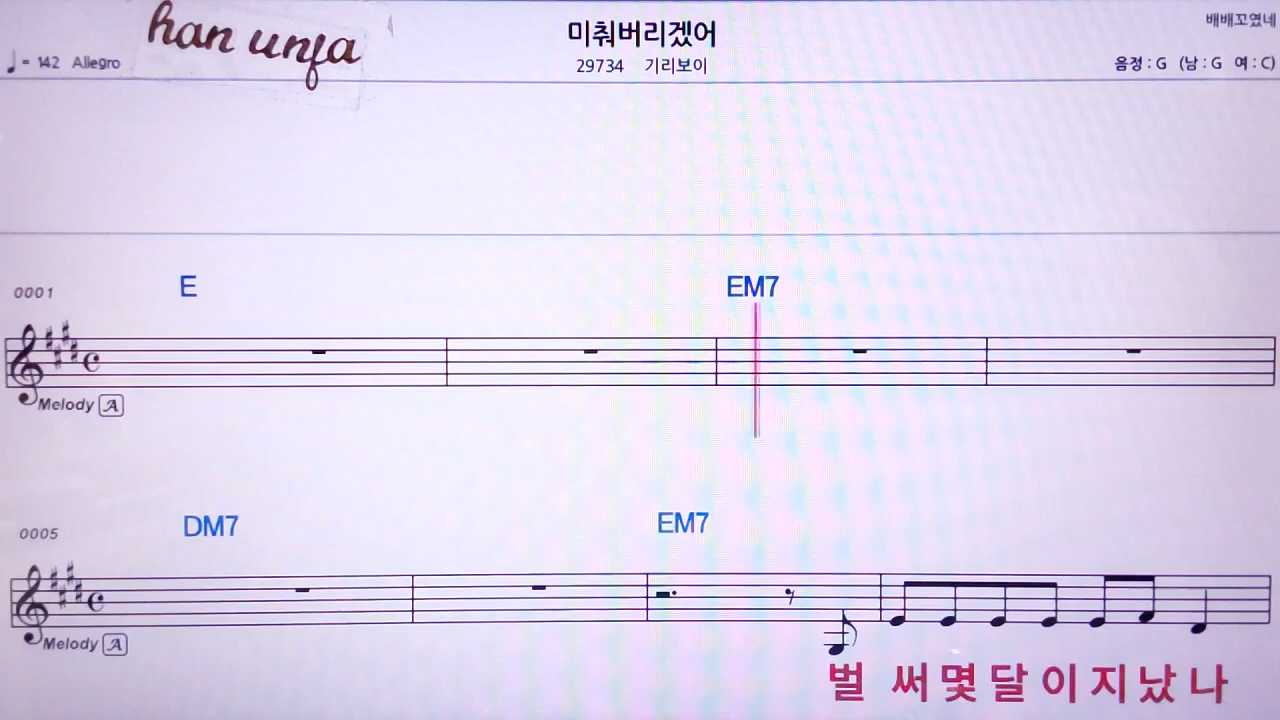 han unfa
미춰버리겠어
배배꼬였네
♩= 142 Allegro
29734 기리보이
음정 : G (남 : G 여 : C)
0001 E EM7
Melody A
0005 DM7 EM7
Melody A
벌 써 몇 달 이 지 났 나